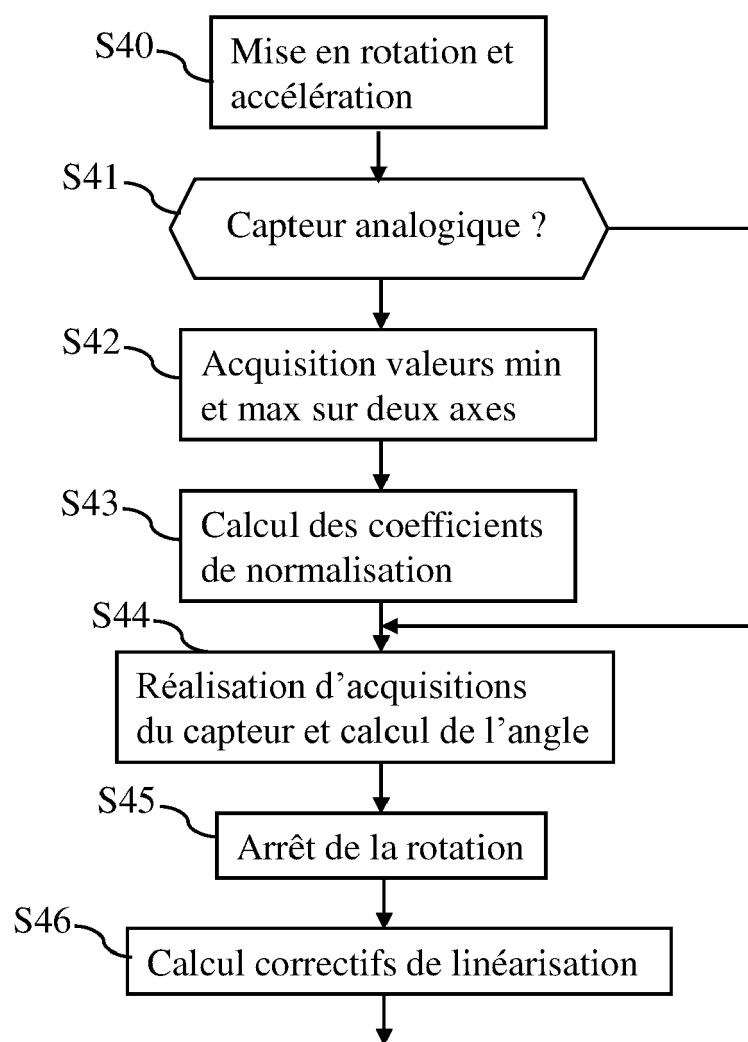 S40
Mise en rotation et
accélération
S41
Capteur analogique ?
S42
Acquisition valeurs min
et max sur deux axes
S43
Calcul des coefficients
de normalisation
S44
Réalisation d’acquisitions
du capteur et calcul de l’angle
S45
Arrêt de la rotation
S46
Calcul correctifs de linéarisation